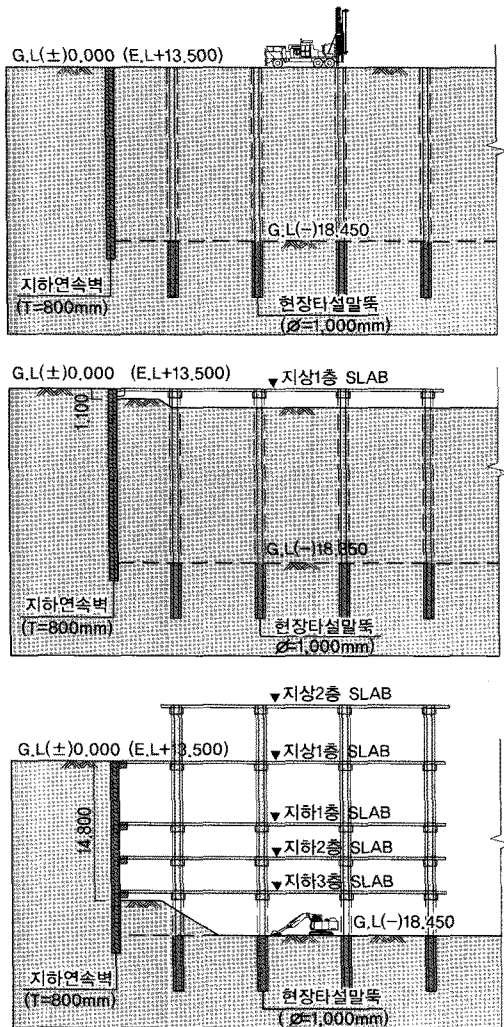 G.L(±)0.000 (E.L+13.500)
G.L(-)18.450
지하연속벽
(T=800mm)
현장타설말뚝
(Ø=1,000mm)
G.L(±)0.000 (E.L+13.500)
지상1층 SLAB
1,100
지하연속벽
(T=800mm)
현장타설말뚝
(Ø=1,000mm)
지상2층 SLAB
G.L(±)0.000 (E.L+13.500)
지상1층 SLAB
14,800
지하1층 SLAB
지하2층 SLAB
지하3층 SLAB
G.L(-)18.450
지하연속벽
(T=800mm)
현장타설말뚝
(Ø=1,000mm)